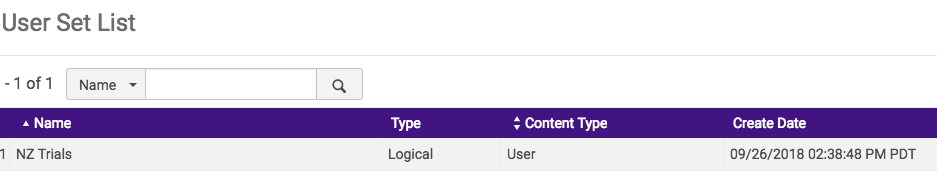 User Set List
- 1 of 1 Name
Name Type Content Type Create Date
1 NZ Trials Logical User 09/26/2018 02:38:48 PM PDT